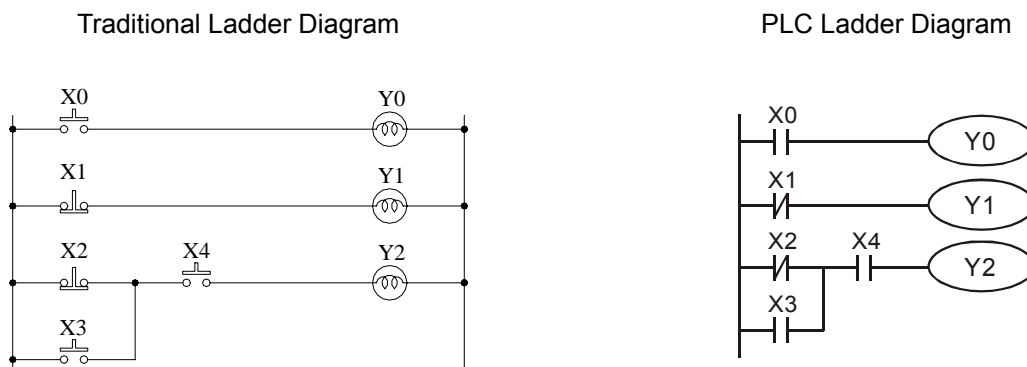 Traditional Ladder Diagram
PLC Ladder Diagram
X0 Y0
X1 Y1
X2 X4 Y2
X3
X0 Y0
X1 Y1
X2 X4 Y2
X3